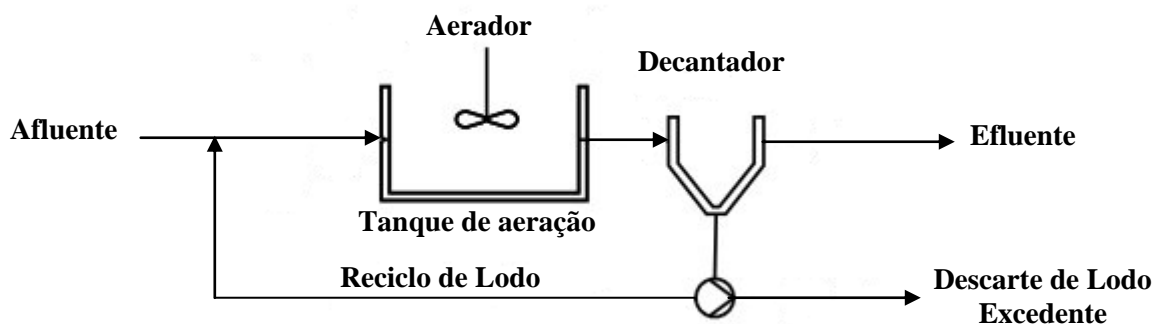 Aerador
Decantador
Afluente
Efluente
Tanque de aeração
Reciclo de Lodo
Descarte de Lodo
Excedente